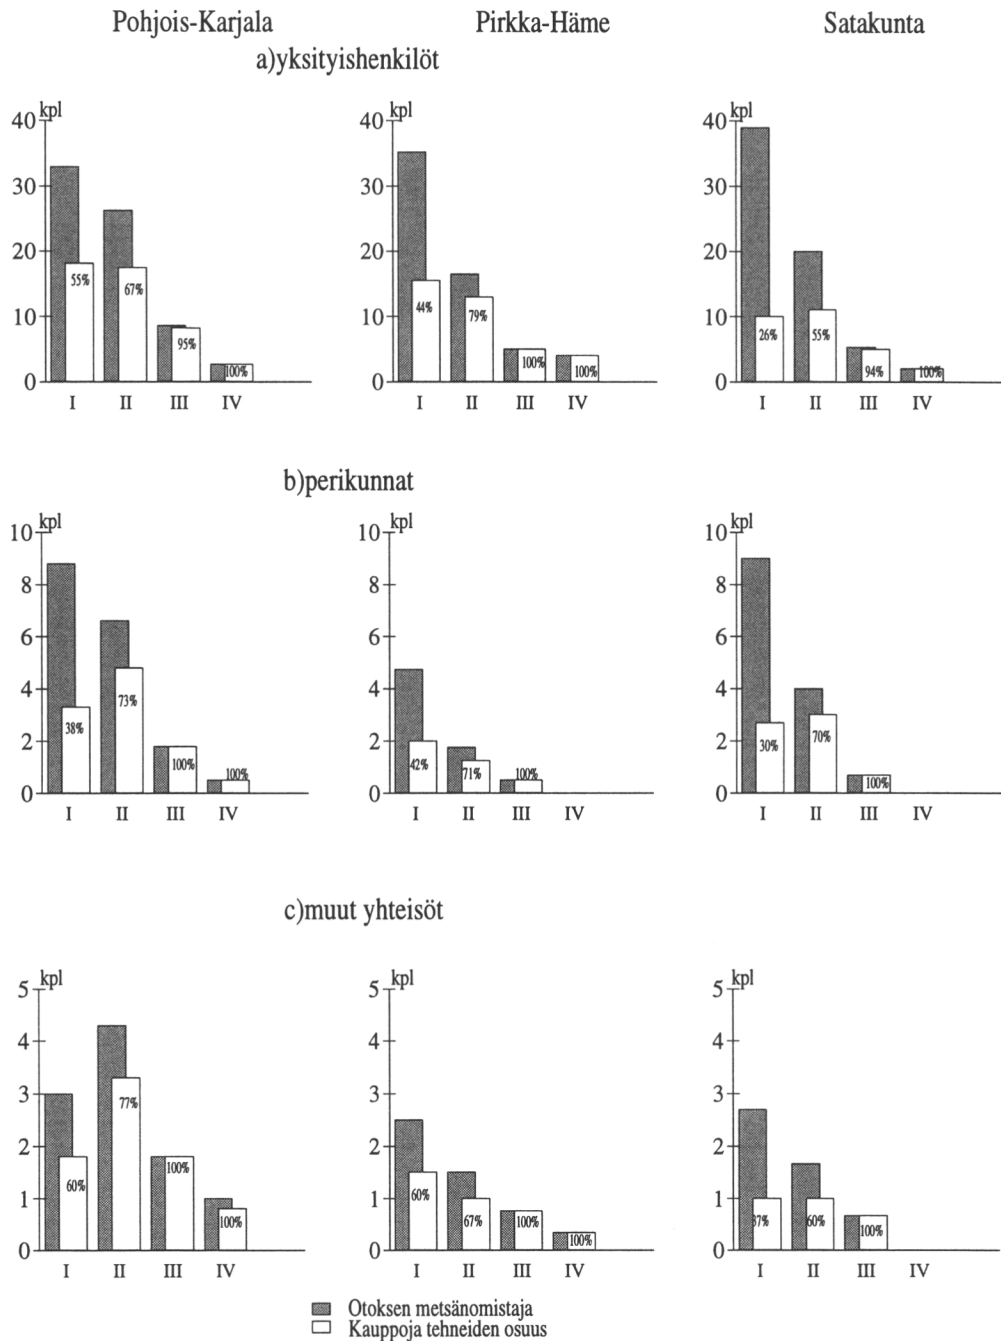 Pohjois-Karjala Pirkka-Häme Satakunta
a)yksityishenkilöt
kpl kpl kpl
40 40 40
30 30 30
20 20 20
10 10 10
0 0 0
55% 67% 95% 100% 44% 79% 100% 100% 26% 55% 94% 100%
I II III IV I II III IV I II III IV
b)perikunnat
kpl kpl kpl
10 10 10
8 8 8
6 6 6
4 4 4
2 2 2
0 0 0
38% 73% 100% 100% 42% 71% 100% 30% 70% 100%
I II III IV I II III IV I II III IV
c)muut yhteisöt
kpl kpl kpl
5 5 5
4 4 4
3 3 3
2 2 2
1 1 1
0 0 0
60% 77% 100% 100% 60% 67% 100% 100% 37% 60% 100%
I II III IV I II III IV I II III IV
Otoksen metsänomistaja
Kauppoja tehneiden osuus